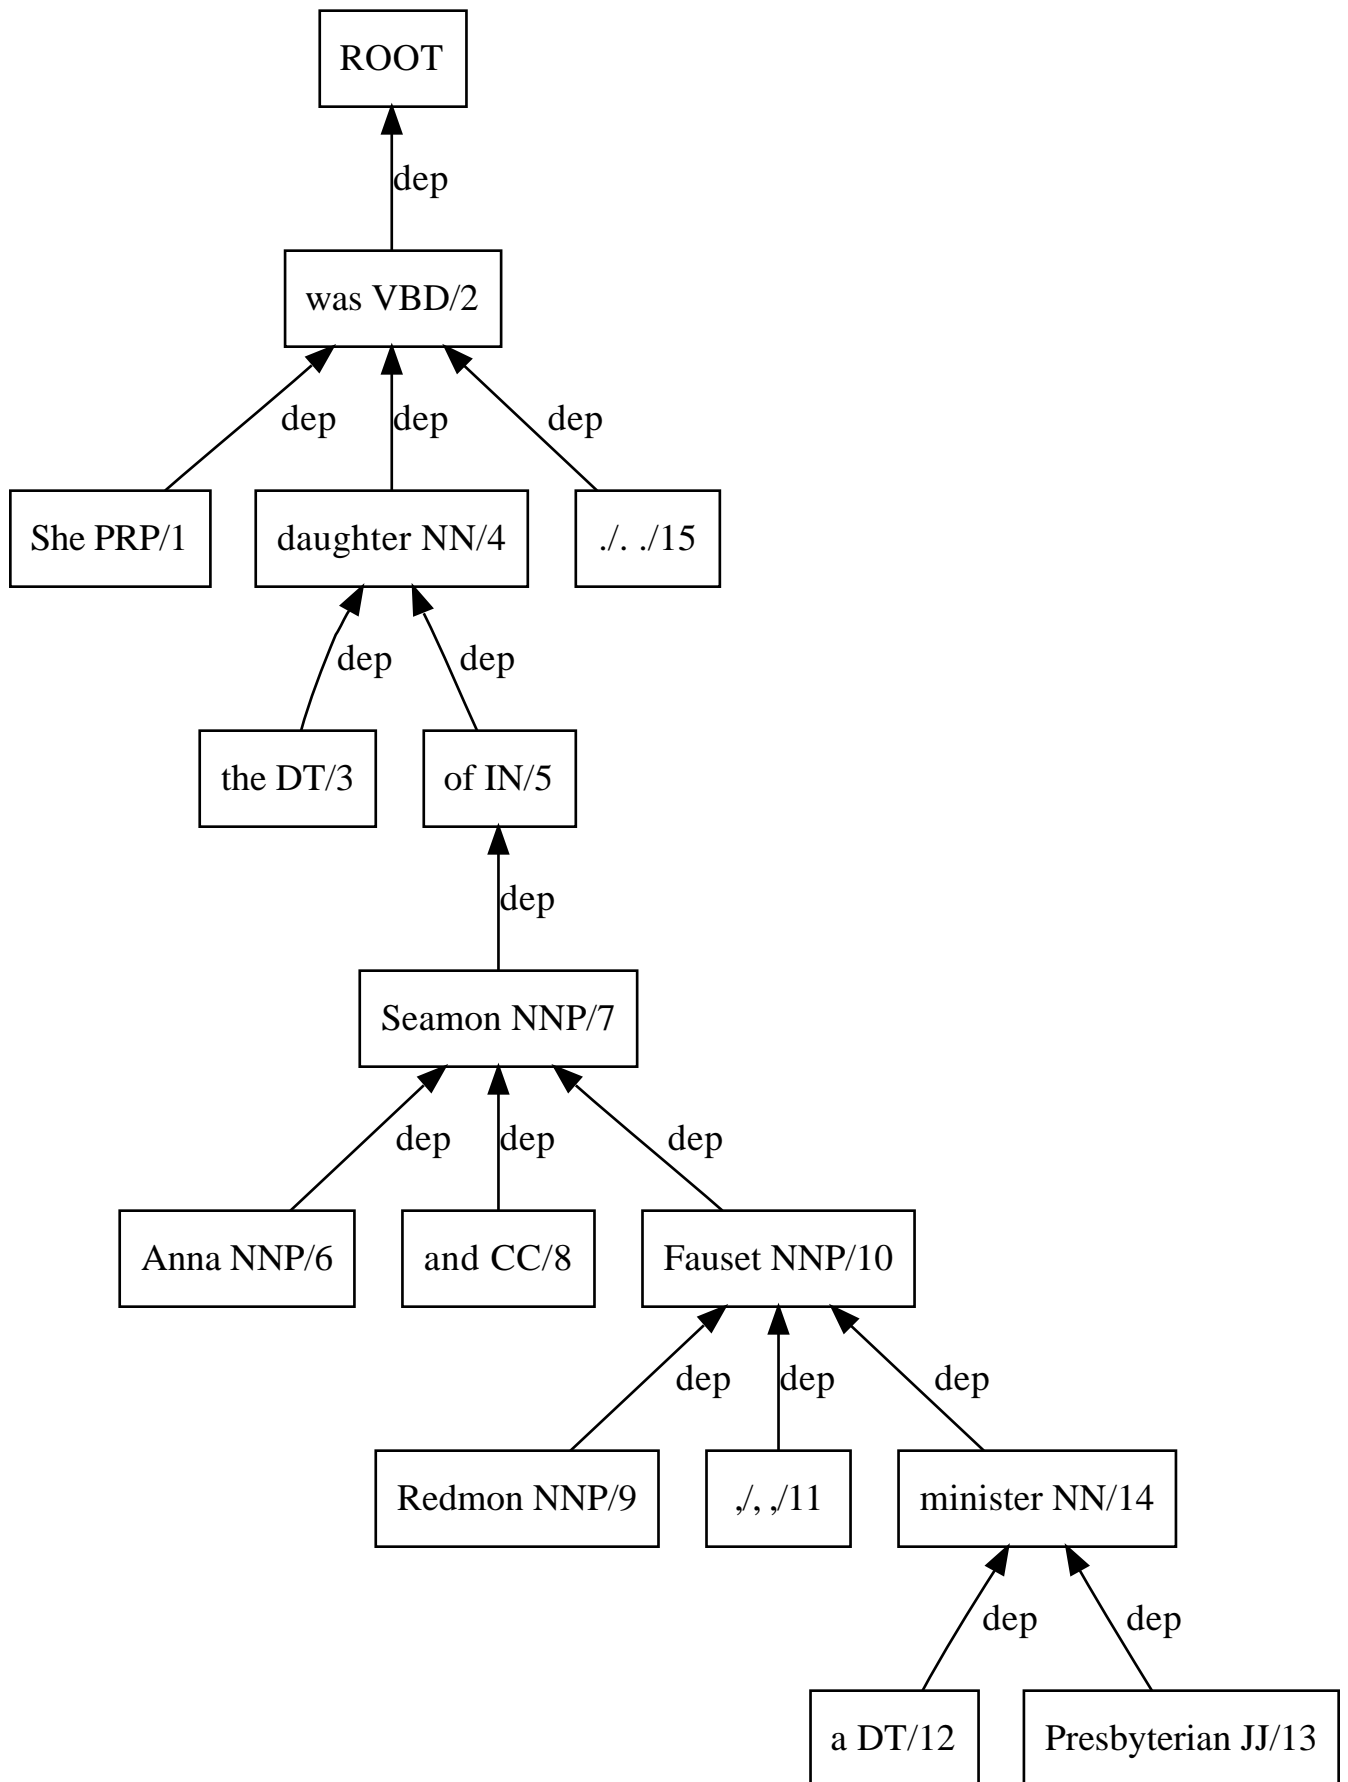 ROOT
dep
was VBD/2
dep dep dep
She PRP/1 daughter NN/4 ./. ./15
dep dep
the DT/3 of IN/5
dep
Seamon NNP/7
dep dep dep
Anna NNP/6 and CC/8 Fauset NNP/10
dep dep dep
Redmon NNP/9 ,/, ,/11 minister NN/14
dep dep
a DT/12 Presbyterian JJ/13